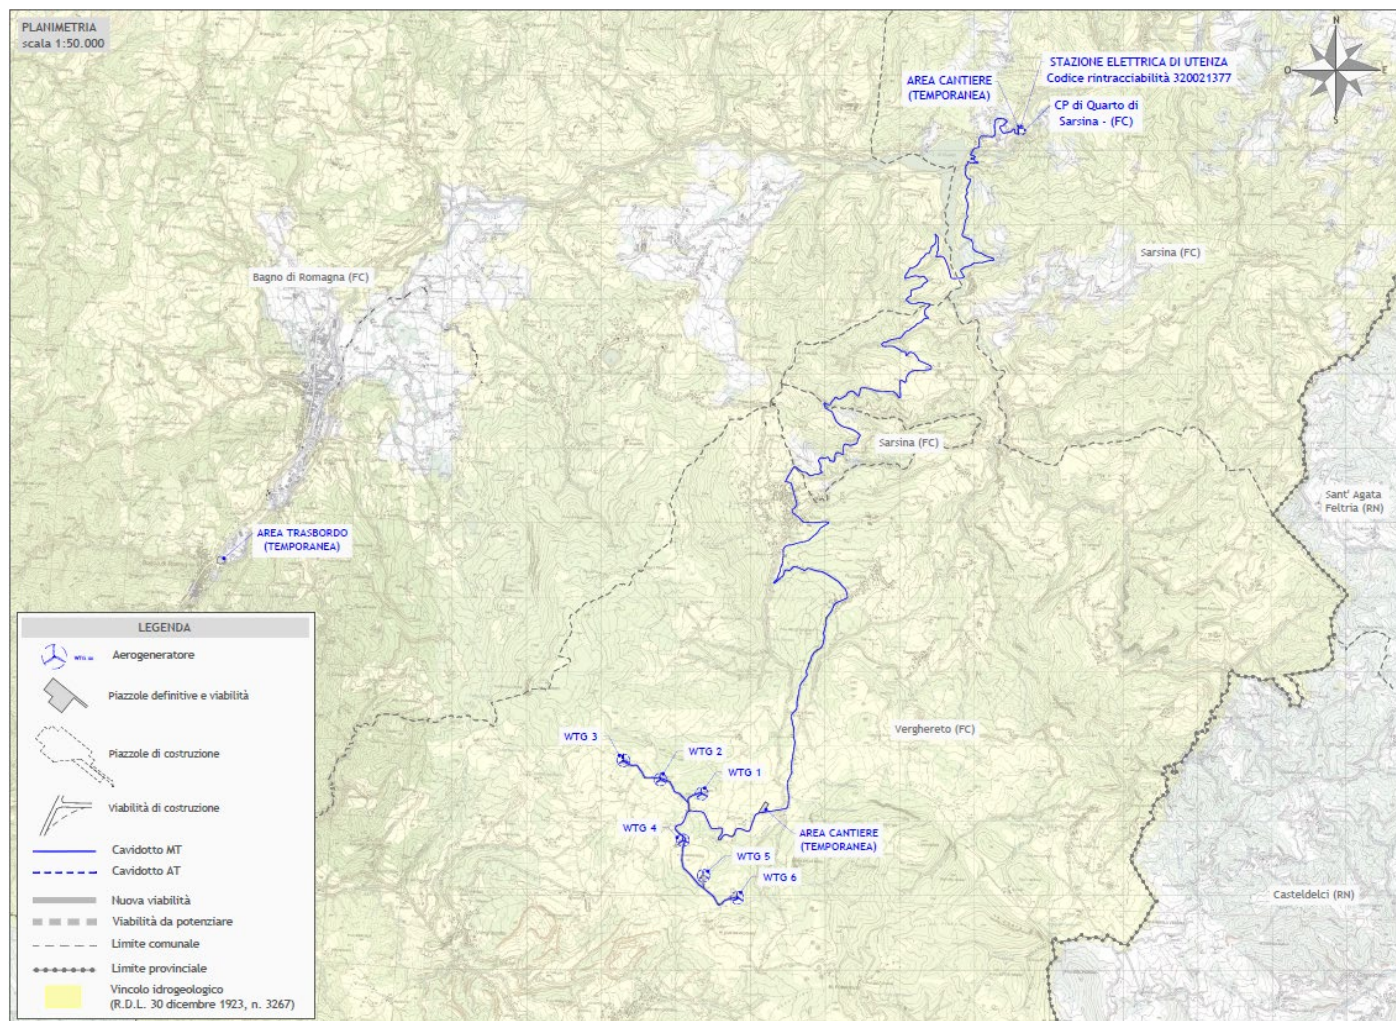 PLANIMETRIA
scala 1:50.000
N
O
E
S
STAZIONE ELETTRICA DI UTENZA
Codice rintracciabilità 320021377
AREA CANTIERE
(TEMPORANEA)
CP di Quarto di
Sarsina - (FC)
Sarsina (FC)
Bagno di Romagna (FC)
Sarsina (FC)
Sant' Agata
Feltria (RN)
AREA TRASBORDO
(TEMPORANEA)
Verghereto (FC)
WTG 3
WTG 2
WTG 1
WTG 4
AREA CANTIERE
(TEMPORANEA)
WTG 5
WTG 6
Casteldelci (RN)
LEGENDA
Aerogeneratore
Piazzole definitive e viabilità
Piazzole di costruzione
Viabilità di costruzione
Cavidotto MT
Cavidotto AT
Nuova viabilità
Viabilità da potenziare
Limite comunale
Limite provinciale
Vincolo idrogeologico
(R.D.L. 30 dicembre 1923, n. 3267)